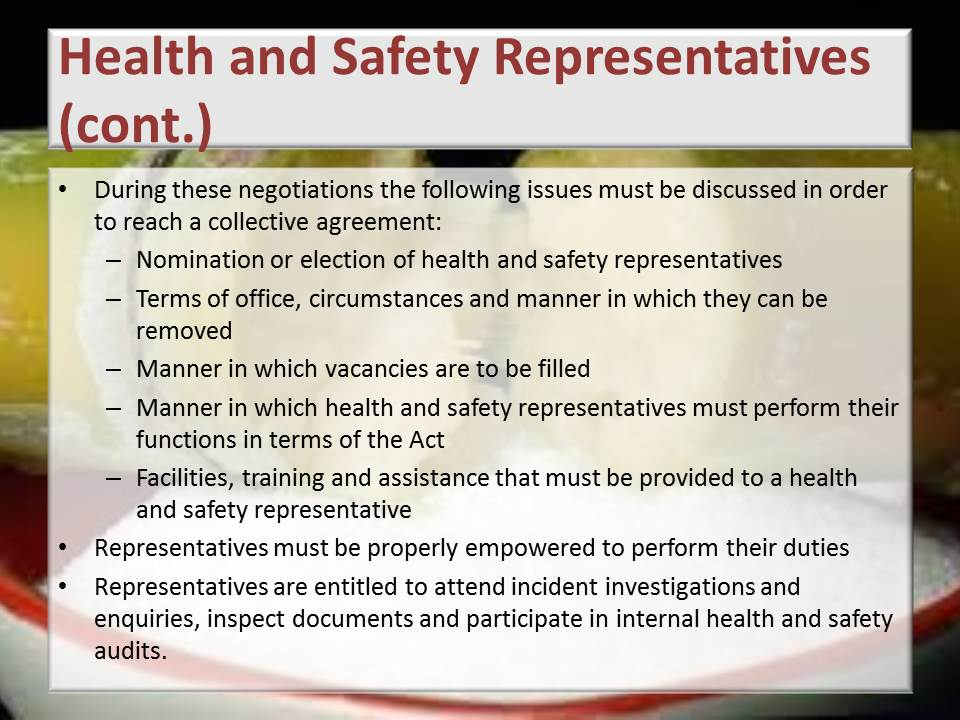 Health and Safety Representatives
(cont.)
• During these negotiations the following issues must be discussed in order
to reach a collective agreement:
– Nomination or election of health and safety representatives
– Terms of office, circumstances and manner in which they can be
removed
– Manner in which vacancies are to be filled
– Manner in which health and safety representatives must perform their
functions in terms of the Act
– Facilities, training and assistance that must be provided to a health
and safety representative
• Representatives must be properly empowered to perform their duties
• Representatives are entitled to attend incident investigations and
enquiries, inspect documents and participate in internal health and safety
audits.